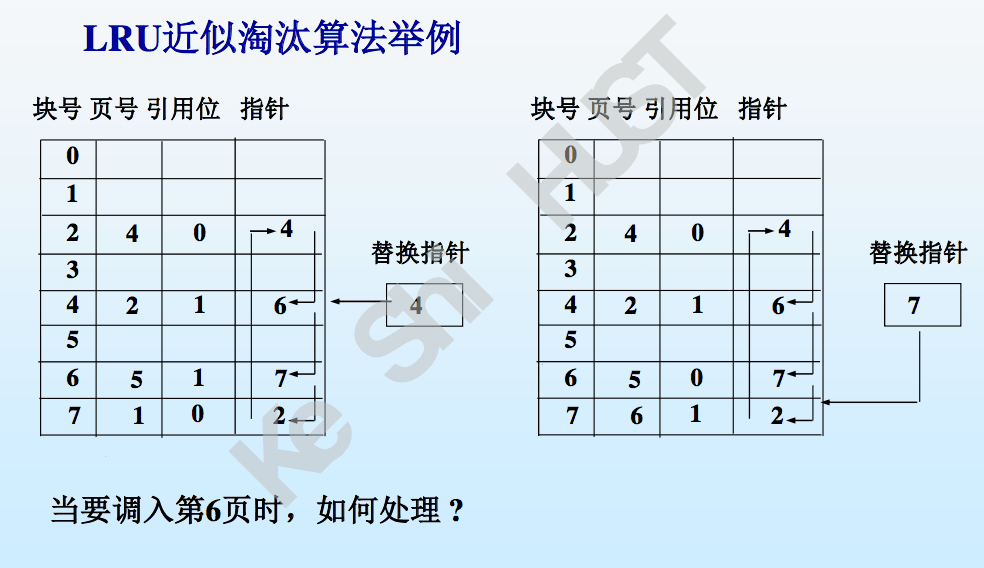 LRU近似淘汰算法举例
块号 页号 引用位 指针
0
1
2 4 0 4
3
4 2 1 6
5
6 5 1 7
7 1 0 2
替换指针
4
块号 页号 引用位 指针
0
1
2 4 0 4
3
4 2 1 6
5
6 5 0 7
7 6 1 2
替换指针
7
当要调入第6页时，如何处理？
Ke Shi HUST